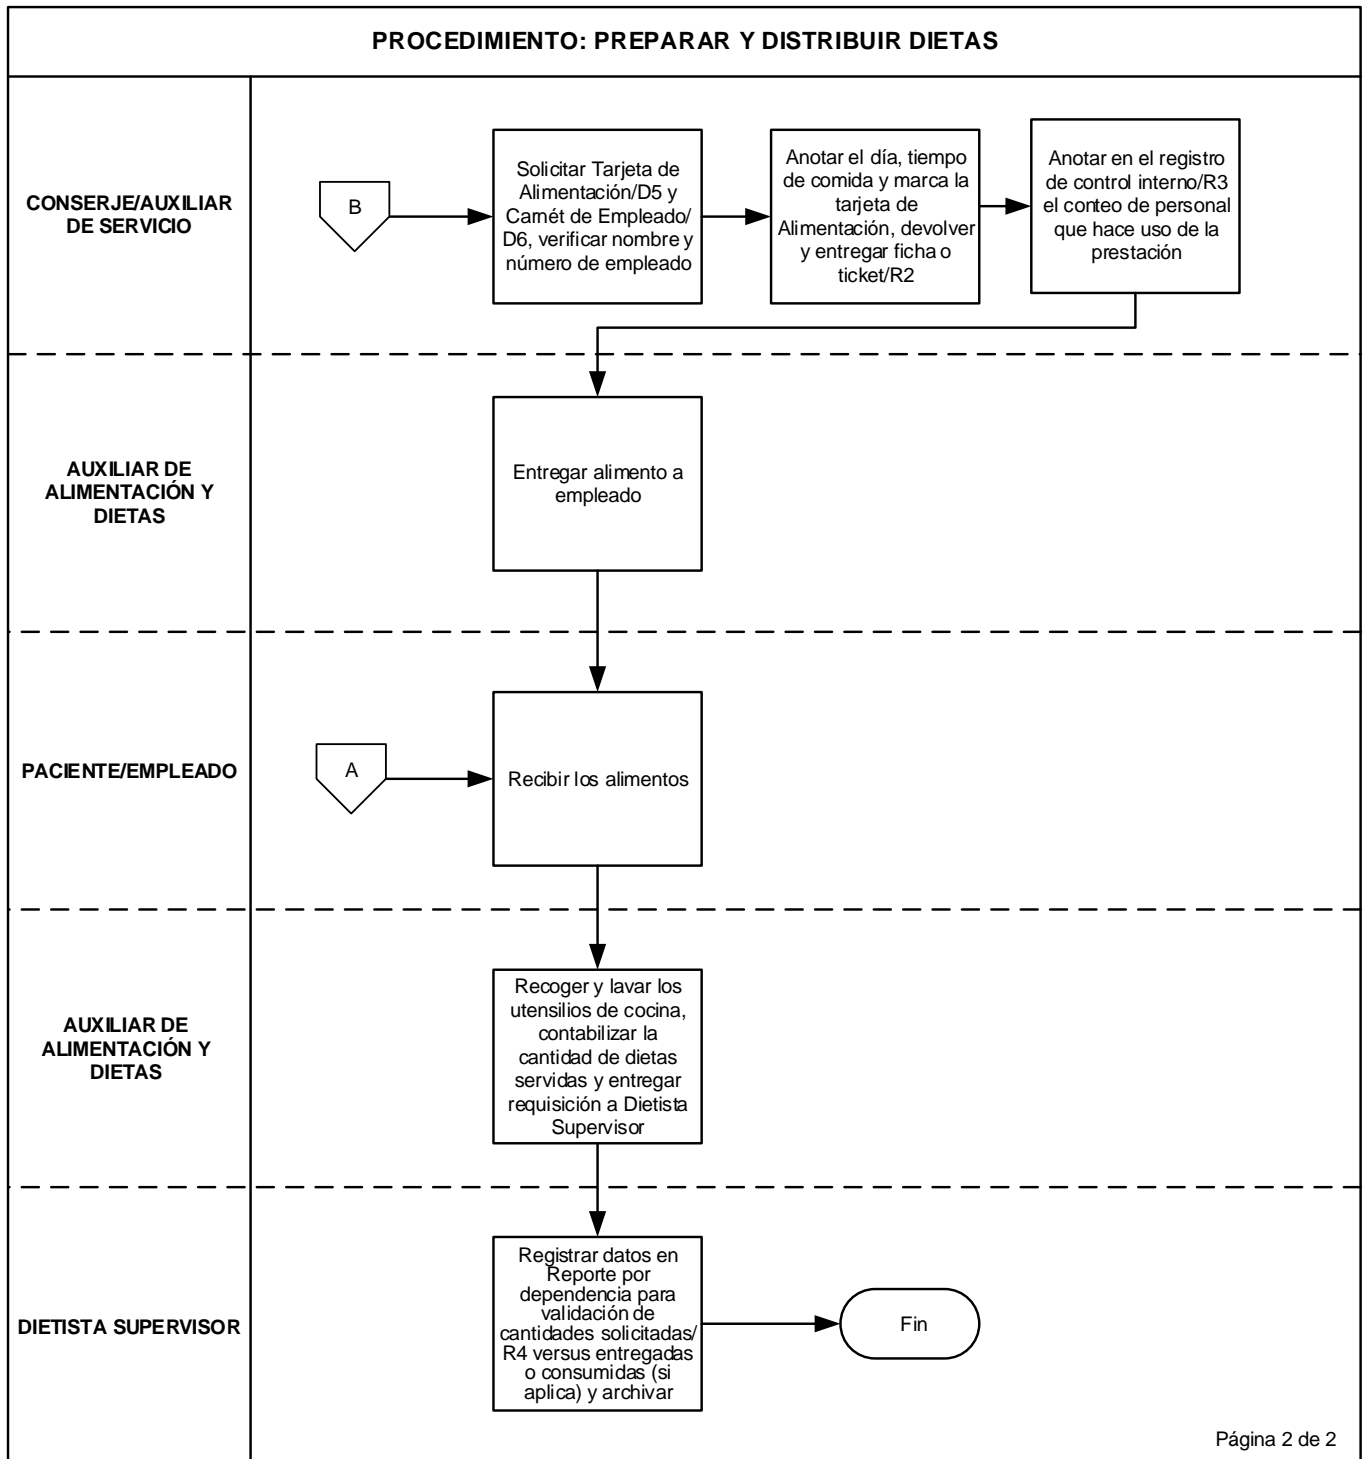 PROCEDIMIENTO: PREPARAR Y DISTRIBUIR DIETAS
CONSERJE/AUXILIAR
DE SERVICIO
B
Solicitar Tarjeta de
Alimentación/D5 y
Carnét de Empleado/
D6, verificar nombre y
número de empleado
Anotar el día, tiempo
de comida y marca la
tarjeta de
Alimentación, devolver
y entregar ficha o
ticket/R2
Anotar en el registro
de control interno/R3
el conteo de personal
que hace uso de la
prestación
AUXILIAR DE
ALIMENTACIÓN Y
DIETAS
Entregar alimento a
empleado
PACIENTE/EMPLEADO
A
Recibir los alimentos
AUXILIAR DE
ALIMENTACIÓN Y
DIETAS
Recoger y lavar los
utensilios de cocina,
contabilizar la
cantidad de dietas
servidas y entregar
requisición a Dietista
Supervisor
DIETISTA SUPERVISOR
Registrar datos en
Reporte por
dependencia para
validación de
cantidades solicitadas/
R4 versus entregadas
o consumidas (si
aplica) y archivar
Fin
Página 2 de 2